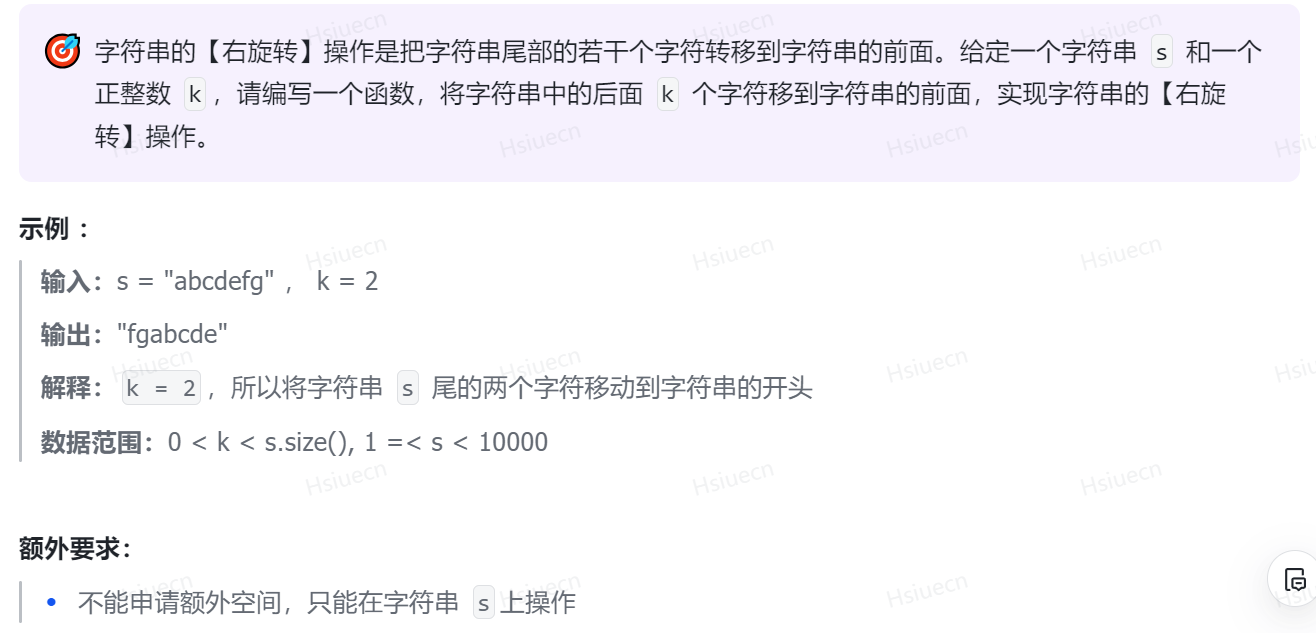 字符串的【右旋转】操作是把字符串尾部的若干个字符转移到字符串的前面。给定一个字符串 s 和一个
正整数 k ，请编写一个函数，将字符串中的后面 k 个字符移到字符串的前面，实现字符串的【右旋
转】操作。
示例 ：
输入：s = "abcdefg" ， k = 2
输出："fgabcde"
解释： k = 2 ，所以将字符串 s 尾的两个字符移动到字符串的开头
数据范围：0 < k < s.size(), 1 =< s < 10000
额外要求：
• 不能申请额外空间，只能在字符串 s 上操作
Hsiuecn